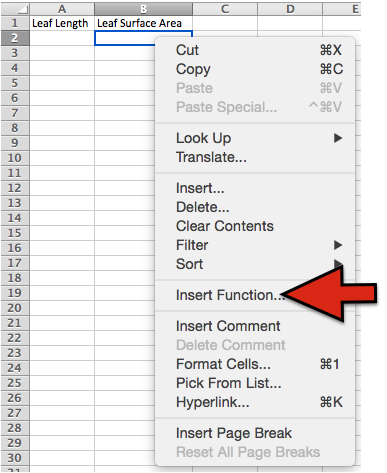 A B C D E
1 Leaf Length Leaf Surface Area
2
3 Cut ⌘X
4 Copy ⌘C
5 Paste ⌘V
6 Paste Special... ^⌘V
7
8 Look Up ▶
9
10 Translate...
11
12 Insert...
13 Delete...
14 Clear Contents
15 Filter ▶
16 Sort ▶
17
18
19 Insert Function...
20
21 Insert Comment
22 Delete Comment
23
24 Format Cells... ⌘1
25 Pick From List...
26 Hyperlink... ⌘K
27
28 Insert Page Break
29 Reset All Page Breaks
30